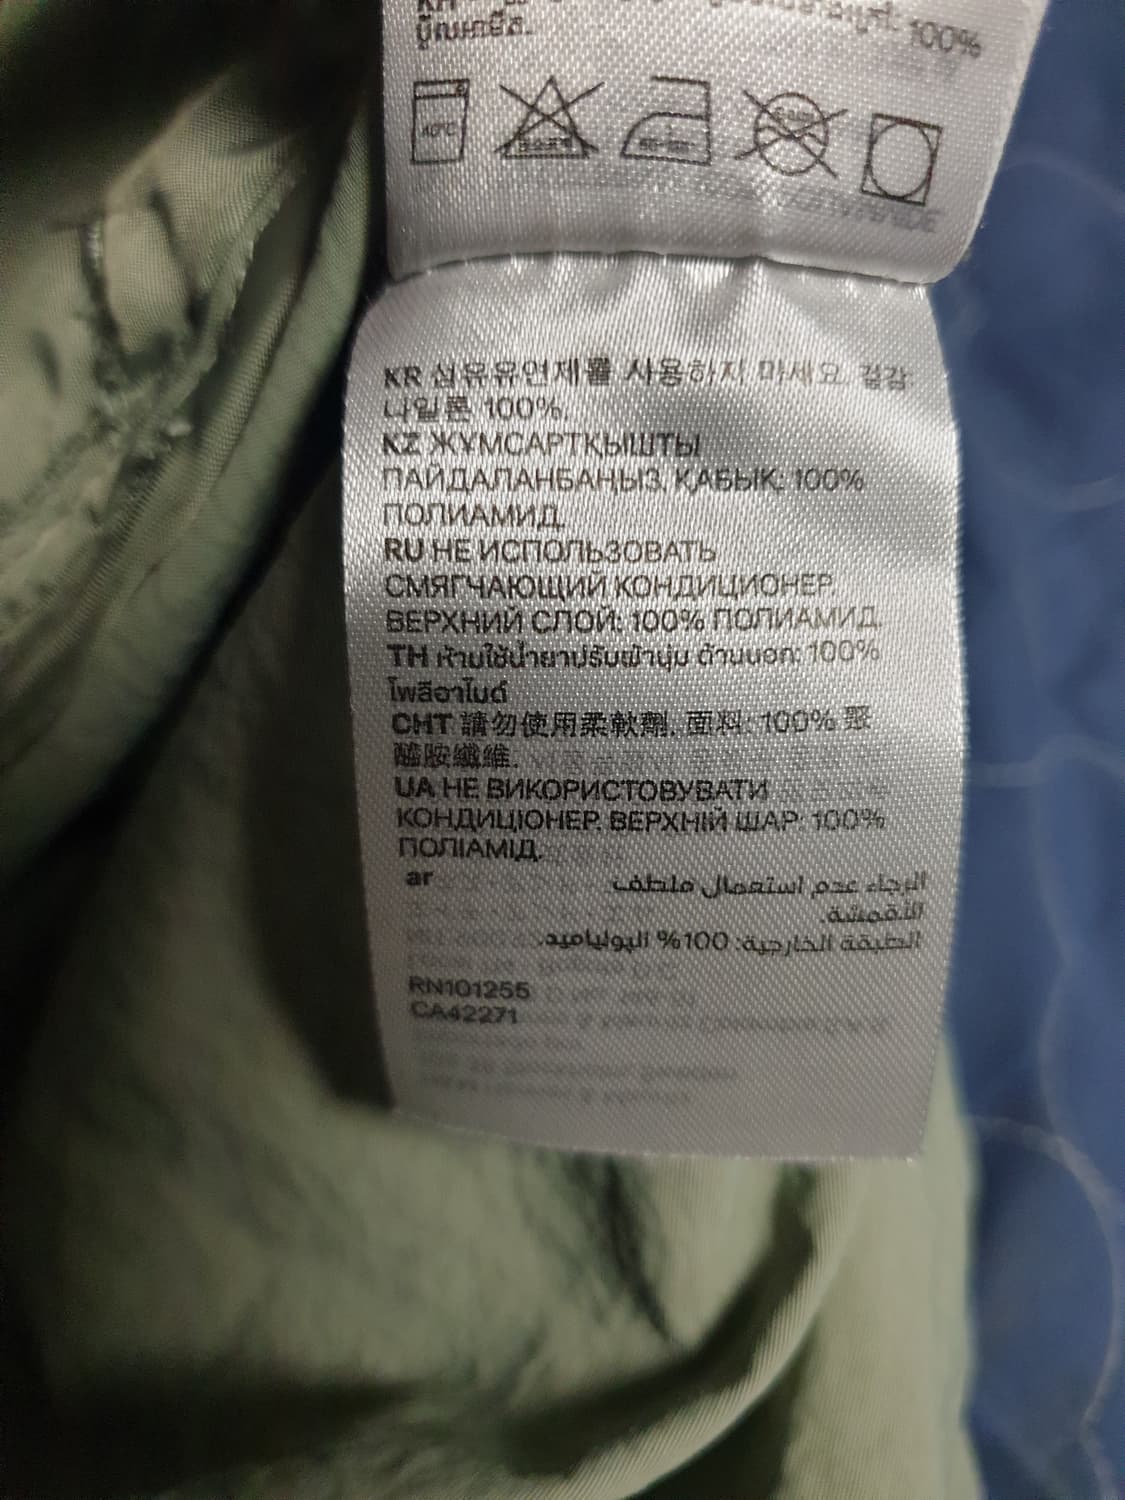 100%
40°C
KR 섬유유연제를 사용하지 마세요. 겉감:
나일론 100%.
KZ ЖҰМСАРТҚЫШТЫ
ПАЙДАЛАНБАҢЫЗ. ҚАБЫҚ: 100%
ПОЛИАМИД.
RU НЕ ИСПОЛЬЗОВАТЬ
СМЯГЧАЮЩИЙ КОНДИЦИОНЕР.
ВЕРХНИЙ СЛОЙ: 100% ПОЛИАМИД.
TH ห้ามใช้น้ำยาปรับผ้านุ่ม ด้านนอก: 100%
โพลีอาไมด์
CHT 請勿使用柔軟劑. 面料: 100% 聚
醯胺纖維.
UA НЕ ВИКОРИСТОВУВАТИ
КОНДИЦІОНЕР. ВЕРХНІЙ ШАР: 100%
ПОЛІАМІД.
ar الرجاء عدم استعمال ملطف
الأقمشة.
الطبقة الخارجية: 100% البولياميد.
RN101255
CA42271